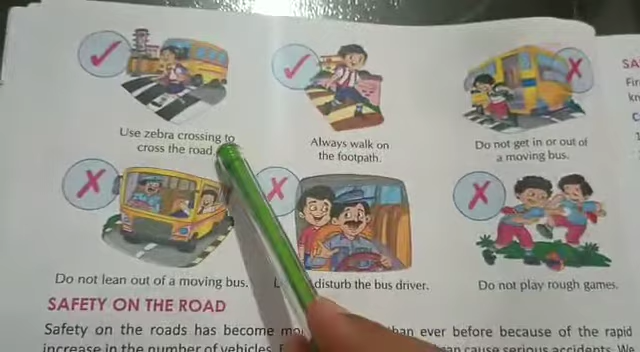 Use zebra crossing to
cross the road.
Always walk on
the footpath.
Do not get in or out of
a moving bus.
Do not lean out of a moving bus.
disturb the bus driver.
Do not play rough games.
SAFETY ON THE ROAD
Safety on the roads has become
than ever before because of the rapid
increase in the number of vehicles.
can cause serious accidents. We
SA